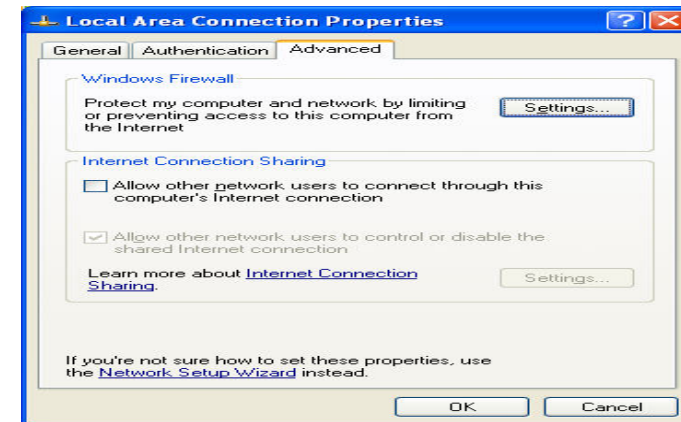 Local Area Connection Properties
General Authentication Advanced
Windows Firewall
Protect my computer and network by limiting
or preventing access to this computer from
the Internet
Settings...
Internet Connection Sharing
Allow other network users to connect through this
computer's Internet connection
Allow other network users to control or disable the
shared Internet connection
Learn more about Internet Connection
Sharing.
Settings...
If you're not sure how to set these properties, use
the Network Setup Wizard instead.
OK Cancel